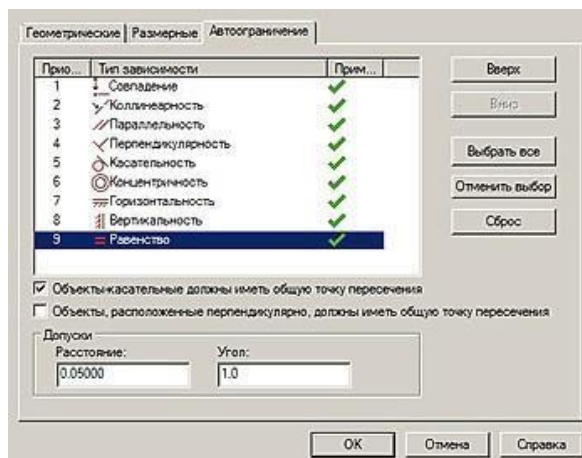 Геометрические Размерные Автоограничение
Прио... Тип зависимости Прим...
1 Совпадение
2 Коллинеарность
3 Параллельность
4 Перпендикулярность
5 Касательность
6 Концентричность
7 Горизонтальность
8 Вертикальность
9 Равенство
Вверх
Вниз
Выбрать все
Отменить выбор
Сброс
Объекты-касательные должны иметь общую точку пересечения
Объекты, расположенные перпендикулярно, должны иметь общую точку пересечения
Допуски
Расстояние: Угол:
0.05000 1.0
OK Отмена Справка